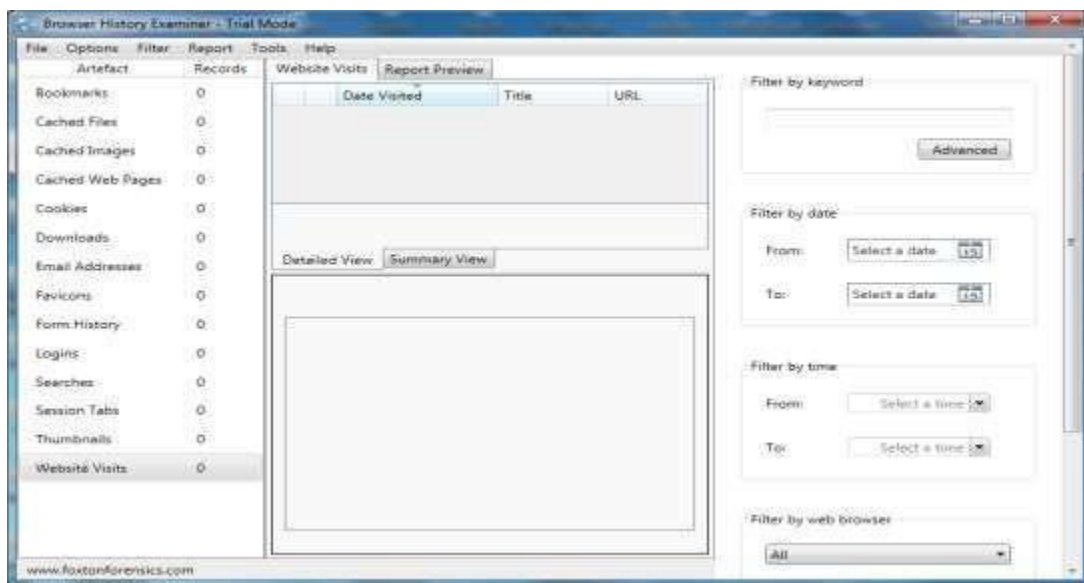 Browser History Examiner - Trial Mode
File Options Filter Report Tools Help
Artefact Records
Bookmarks 0
Cached Files 0
Cached Images 0
Cached Web Pages 0
Cookies 0
Downloads 0
Email Addresses 0
Favicons 0
Form History 0
Logins 0
Searches 0
Session Tabs 0
Thumbnails 0
Website Visits 0
Website Visits Report Preview
Date Visited Title URL
Detailed View Summary View
Filter by keyword
Advanced
Filter by date
From: Select a date 15
To: Select a date 15
Filter by time
From: Select a time
To: Select a time
Filter by web browser
All
www.foxtonforensics.com